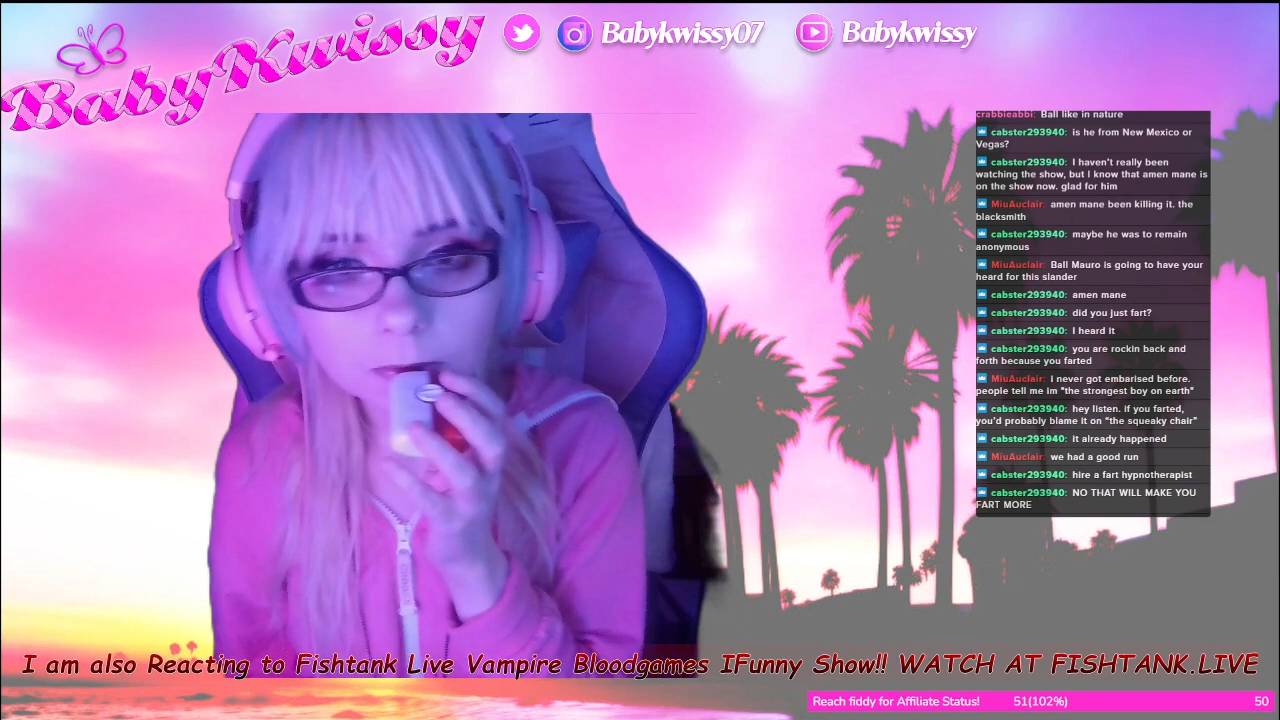 BabyKwissy
Babykwissy07
Babykwissy
crabbieabbi: Ball like in nature
cabster293940: is he from New Mexico or
Vegas?
cabster293940: I haven't really been
watching the show, but I know that amen mane is
on the show now. glad for him
MiuAuclair: amen mane been killing it. the
blacksmith
cabster293940: maybe he was to remain
anonymous
MiuAuclair: Ball Mauro is going to have your
heard for this slander
cabster293940: amen mane
cabster293940: did you just fart?
cabster293940: I heard it
cabster293940: you are rockin back and
forth because you farted
MiuAuclair: I never got embarised before.
people tell me im "the strongest boy on earth"
cabster293940: hey listen. if you farted,
you'd probably blame it on "the squeaky chair"
cabster293940: it already happened
MiuAuclair: we had a good run
cabster293940: hire a fart hypnotherapist
cabster293940: NO THAT WILL MAKE YOU
FART MORE
I am also Reacting to Fishtank Live Vampire Bloodgames IFunny Show!! WATCH AT FISHTANK.LIVE
Reach fiddy for Affiliate Status! 51(102%) 50